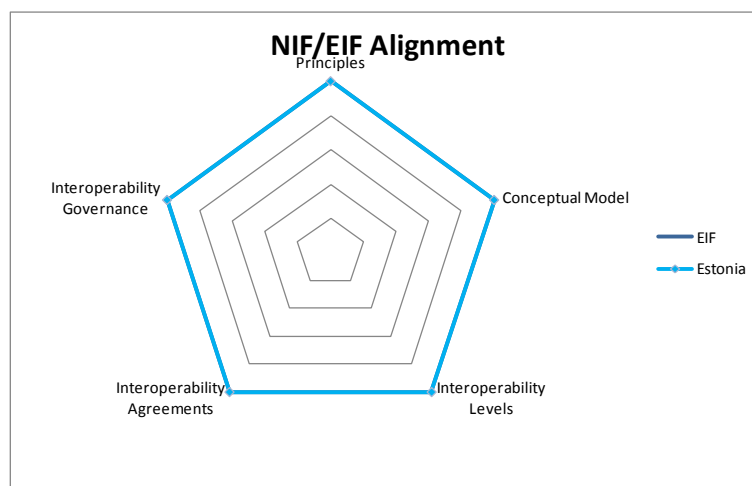 NIF/EIF Alignment
Principles
Interoperability
Governance
Conceptual Model
EIF
Estonia
Interoperability
Agreements
Interoperability
Levels